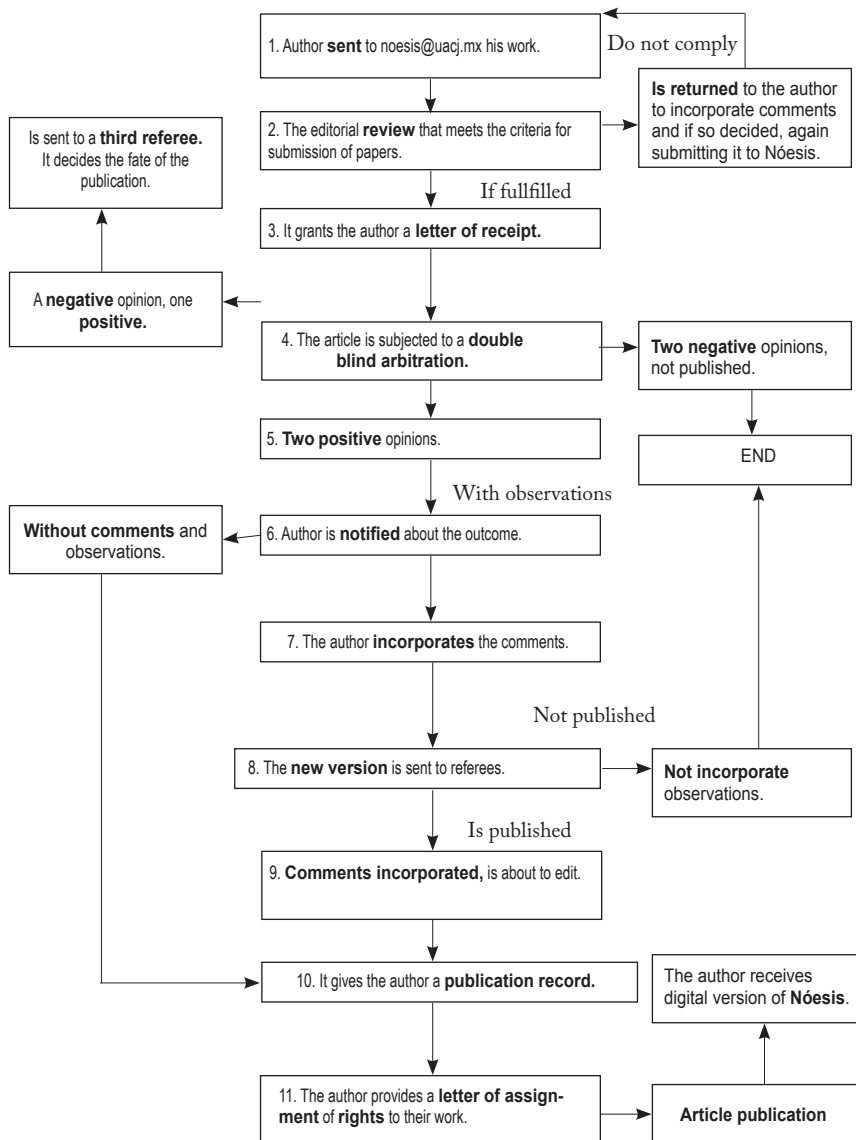 1. Author sent to noesis@uacj.mx his work.
Do not comply
Is returned to the author
to incorporate comments
and if so decided, again
submitting it to Nóesis.
2. The editorial review that meets the criteria for
submission of papers.
Is sent to a third referee.
It decides the fate of the
publication.
If fullfilled
3. It grants the author a letter of receipt.
A negative opinion, one
positive.
4. The article is subjected to a double
blind arbitration.
Two negative opinions,
not published.
5. Two positive opinions.
END
With observations
Without comments and
observations.
6. Author is notified about the outcome.
7. The author incorporates the comments.
Not published
8. The new version is sent to referees.
Not incorporate
observations.
Is published
9. Comments incorporated, is about to edit.
10. It gives the author a publication record.
The author receives
digital version of Nóesis.
11. The author provides a letter of assign-
ment of rights to their work.
Article publication